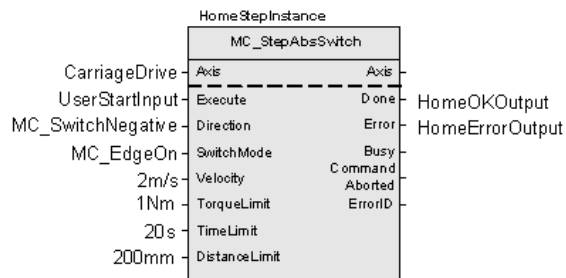 HomeStepInstance
MC_StepAbsSwitch
CarriageDrive Axis Axis
UserStartInput Execute Done HomeOKOutput
MC_SwitchNegative Direction Error HomeErrorOutput
MC_EdgeOn SwitchMode Busy
2m/s Velocity Command Aborted
1Nm TorqueLimit ErrorID
20s TimeLimit
200mm DistanceLimit